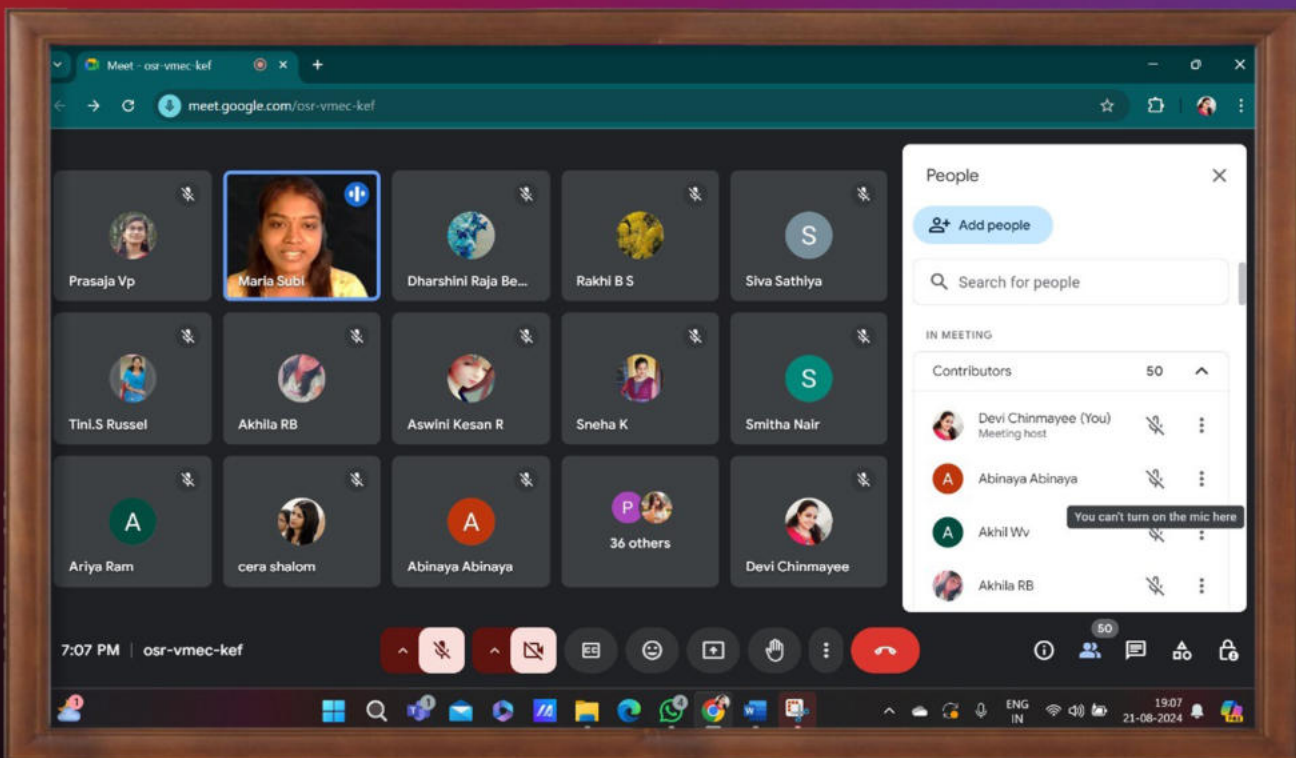 Meet - osr-vmec-kef
meet.google.com/osr-vmec-kef
Prasaja Vp
Maria Subi
Dharshini Raja Be...
Rakhi B S
S
Siva Sathiya
Tini.S Russel
Akhila RB
Aswini Kesan R
Sneha K
S
Smitha Nair
A
Ariya Ram
cera shalom
A
Abinaya Abinaya
P
36 others
Devi Chinmayee
People
Add people
Search for people
IN MEETING
Contributors 50
Devi Chinmayee (You)
Meeting host
A Abinaya Abinaya
You can't turn on the mic here
A Akhil Wv
Akhila RB
7:07 PM | osr-vmec-kef
CC
50
1
1
4
W
ENG
IN
19:07
21-08-2024